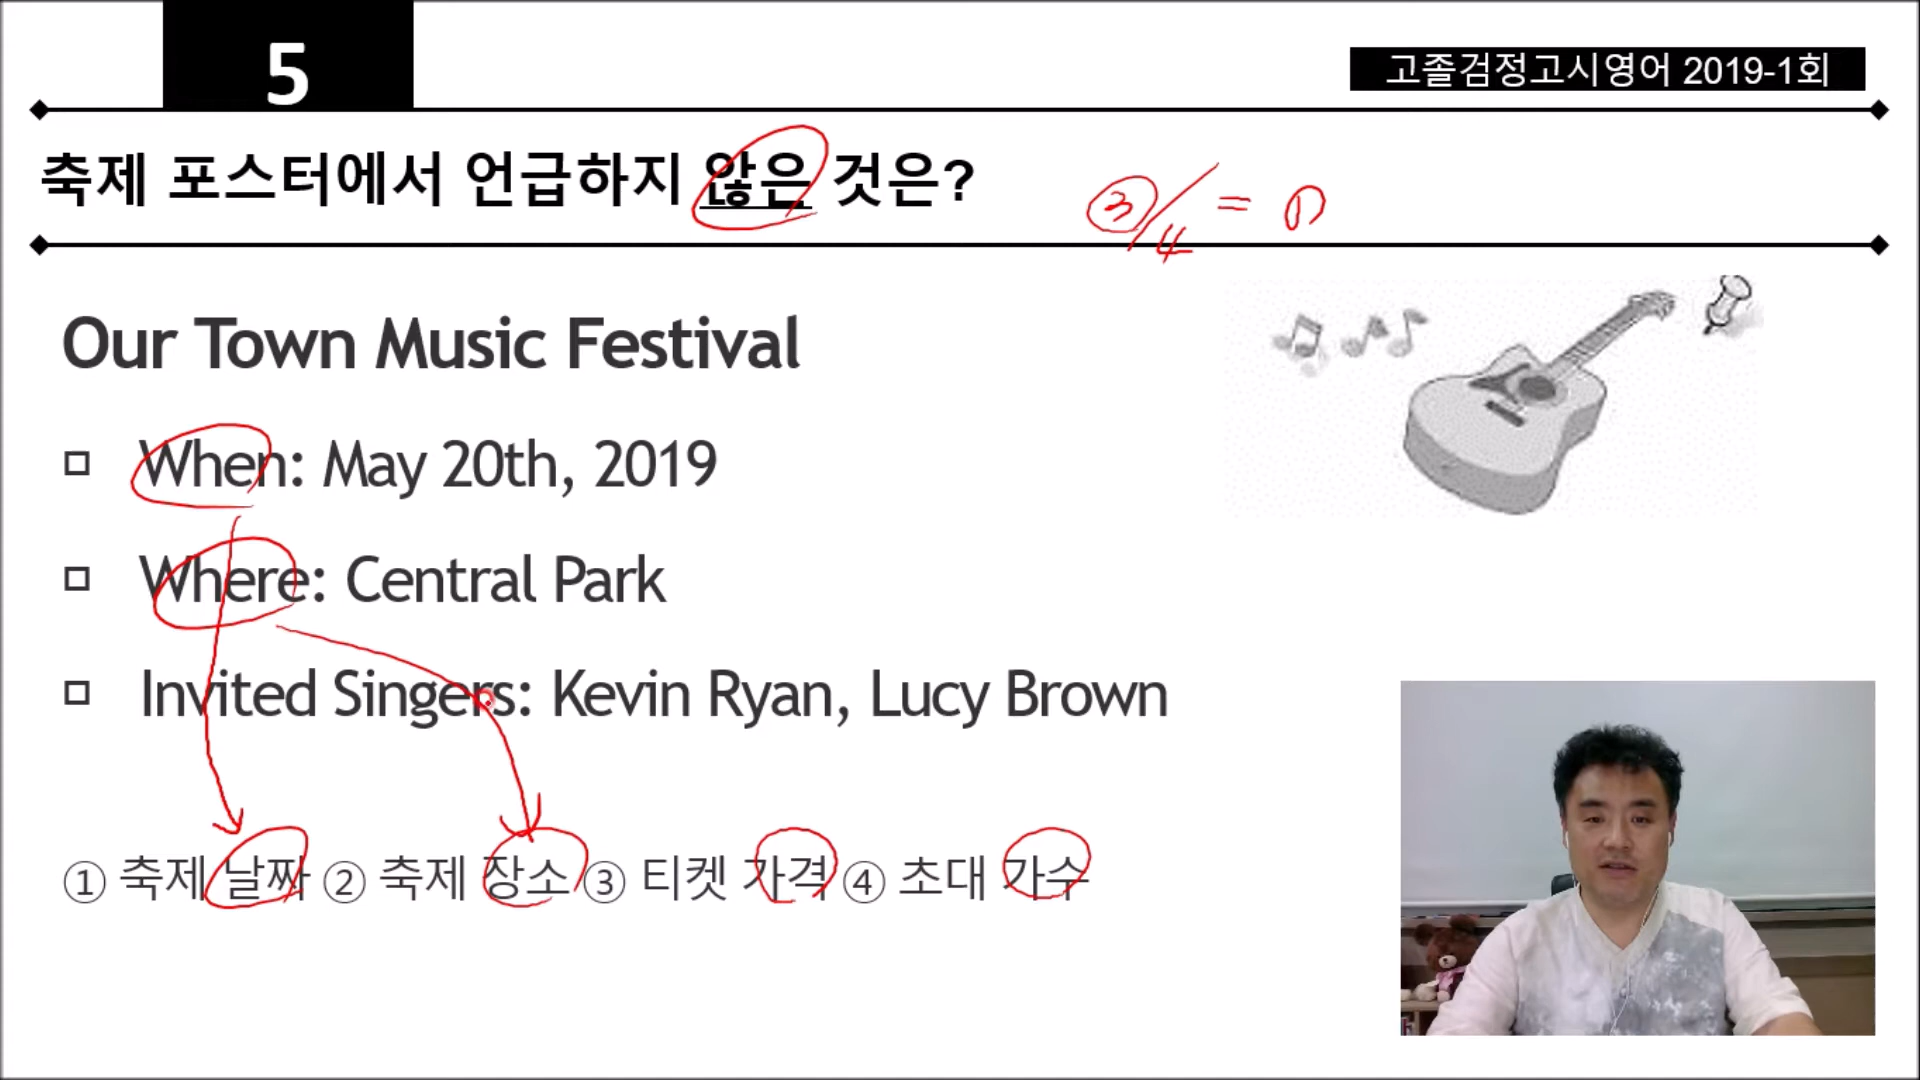 5
고졸검정고시영어 2019-1회
축제 포스터에서 언급하지 않은 것은?
③/4 = ①
Our Town Music Festival
When: May 20th, 2019
Where: Central Park
Invited Singers: Kevin Ryan, Lucy Brown
① 축제 날짜 ② 축제 장소 ③ 티켓 가격 ④ 초대 가수